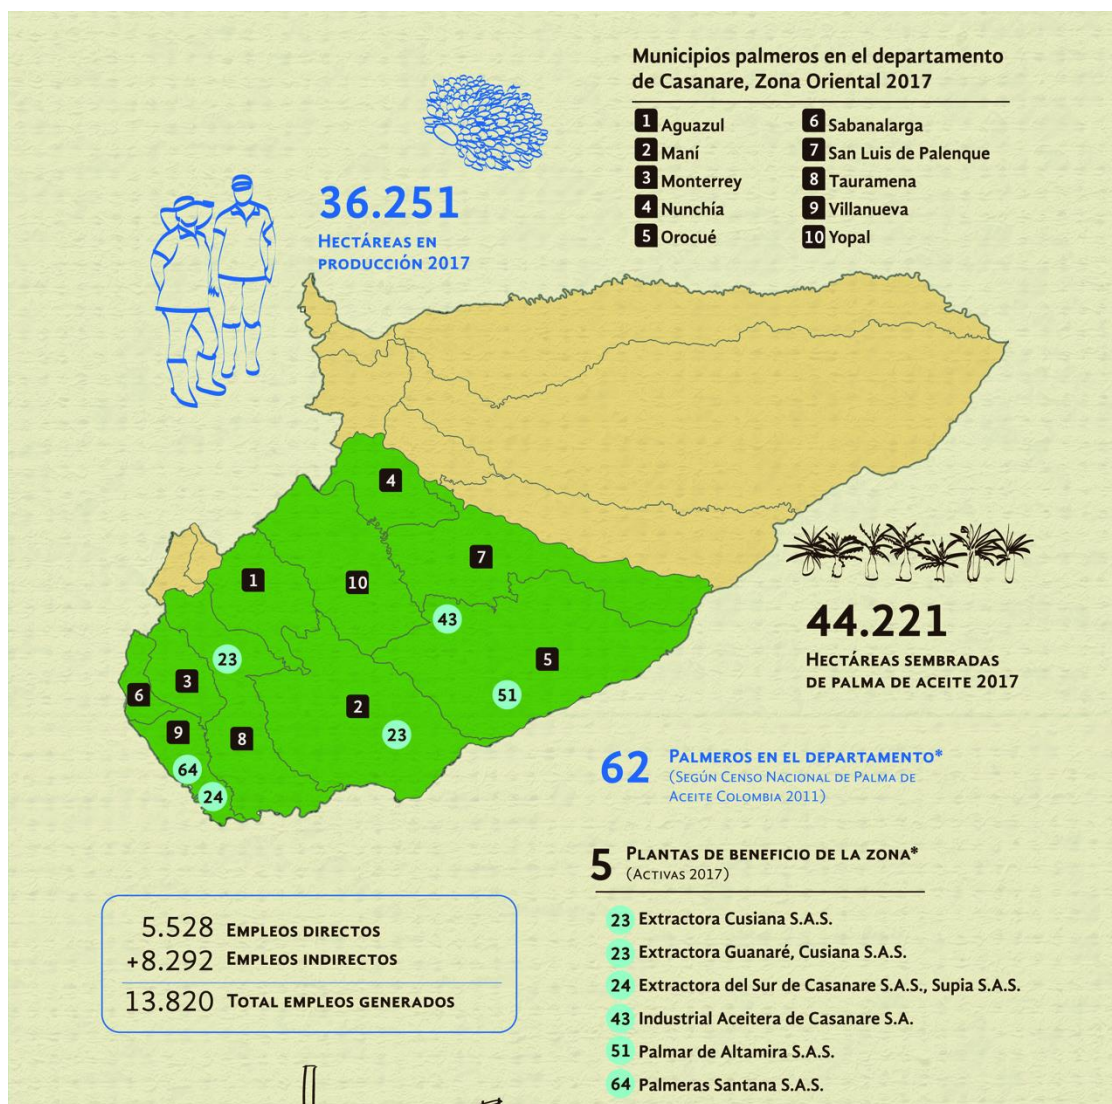 Municipios palmeros en el departamento
de Casanare, Zona Oriental 2017
1 Aguazul
2 Maní
3 Monterrey
4 Nunchía
5 Orocué
6 Sabanalarga
7 San Luis de Palenque
8 Tauramena
9 Villanueva
10 Yopal
36.251
Hectáreas en
producción 2017
4
7
1
10
43
23
5
3
6
51
2
9
23
8
64
24
44.221
Hectáreas sembradas
de palma de aceite 2017
62 Palmeros en el departamento*
(Según Censo Nacional de Palma de
Aceite Colombia 2011)
5 Plantas de beneficio de la zona*
(Activas 2017)
23 Extractora Cusiana S.A.S.
23 Extractora Guanaré, Cusiana S.A.S.
24 Extractora del Sur de Casanare S.A.S., Supia S.A.S.
43 Industrial Aceitera de Casanare S.A.
51 Palmar de Altamira S.A.S.
64 Palmeras Santana S.A.S.
5.528 Empleos directos
+8.292 Empleos indirectos
13.820 Total empleos generados